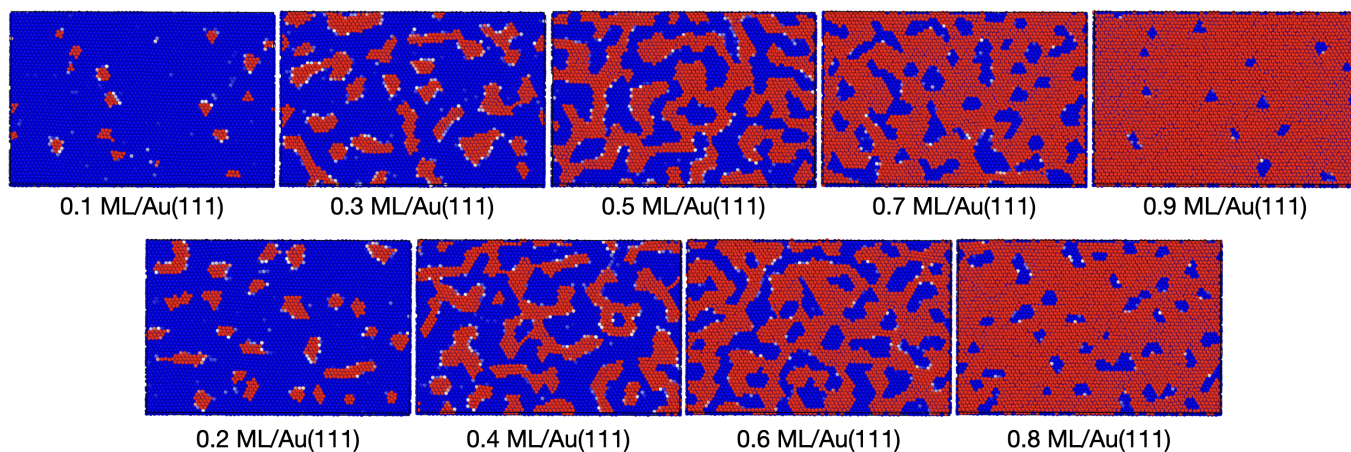 0.1 ML/Au(111)
0.3 ML/Au(111)
0.5 ML/Au(111)
0.7 ML/Au(111)
0.9 ML/Au(111)
0.2 ML/Au(111)
0.4 ML/Au(111)
0.6 ML/Au(111)
0.8 ML/Au(111)